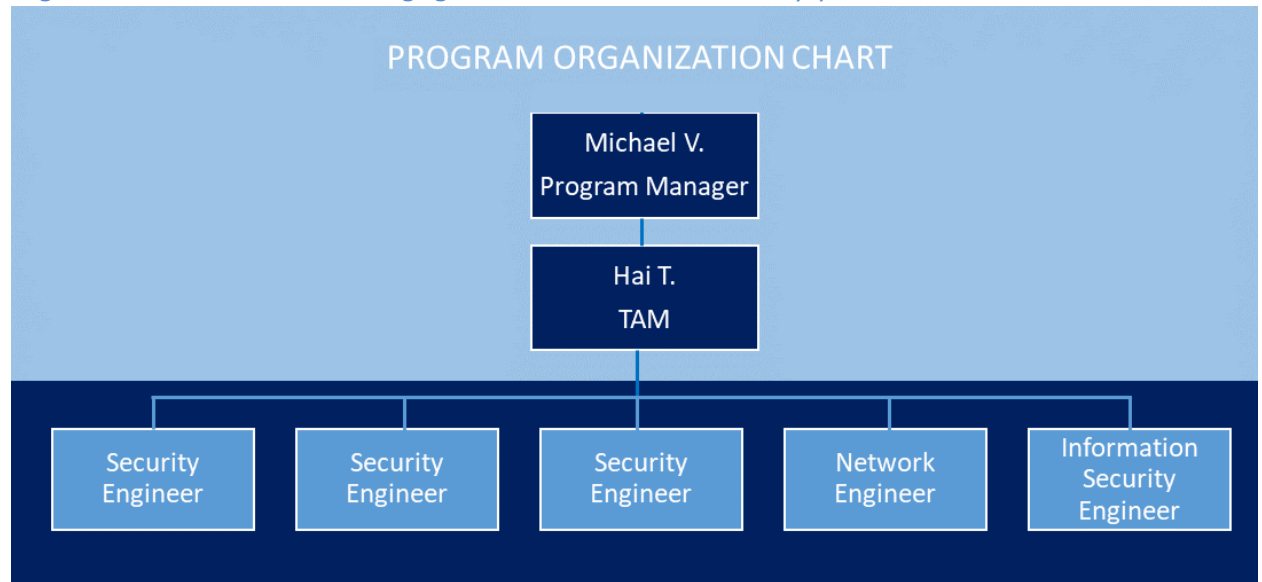 PROGRAM ORGANIZATION CHART
Michael V.
Program Manager
Hai T.
TAM
Security
Engineer
Security
Engineer
Security
Engineer
Network
Engineer
Information
Security
Engineer